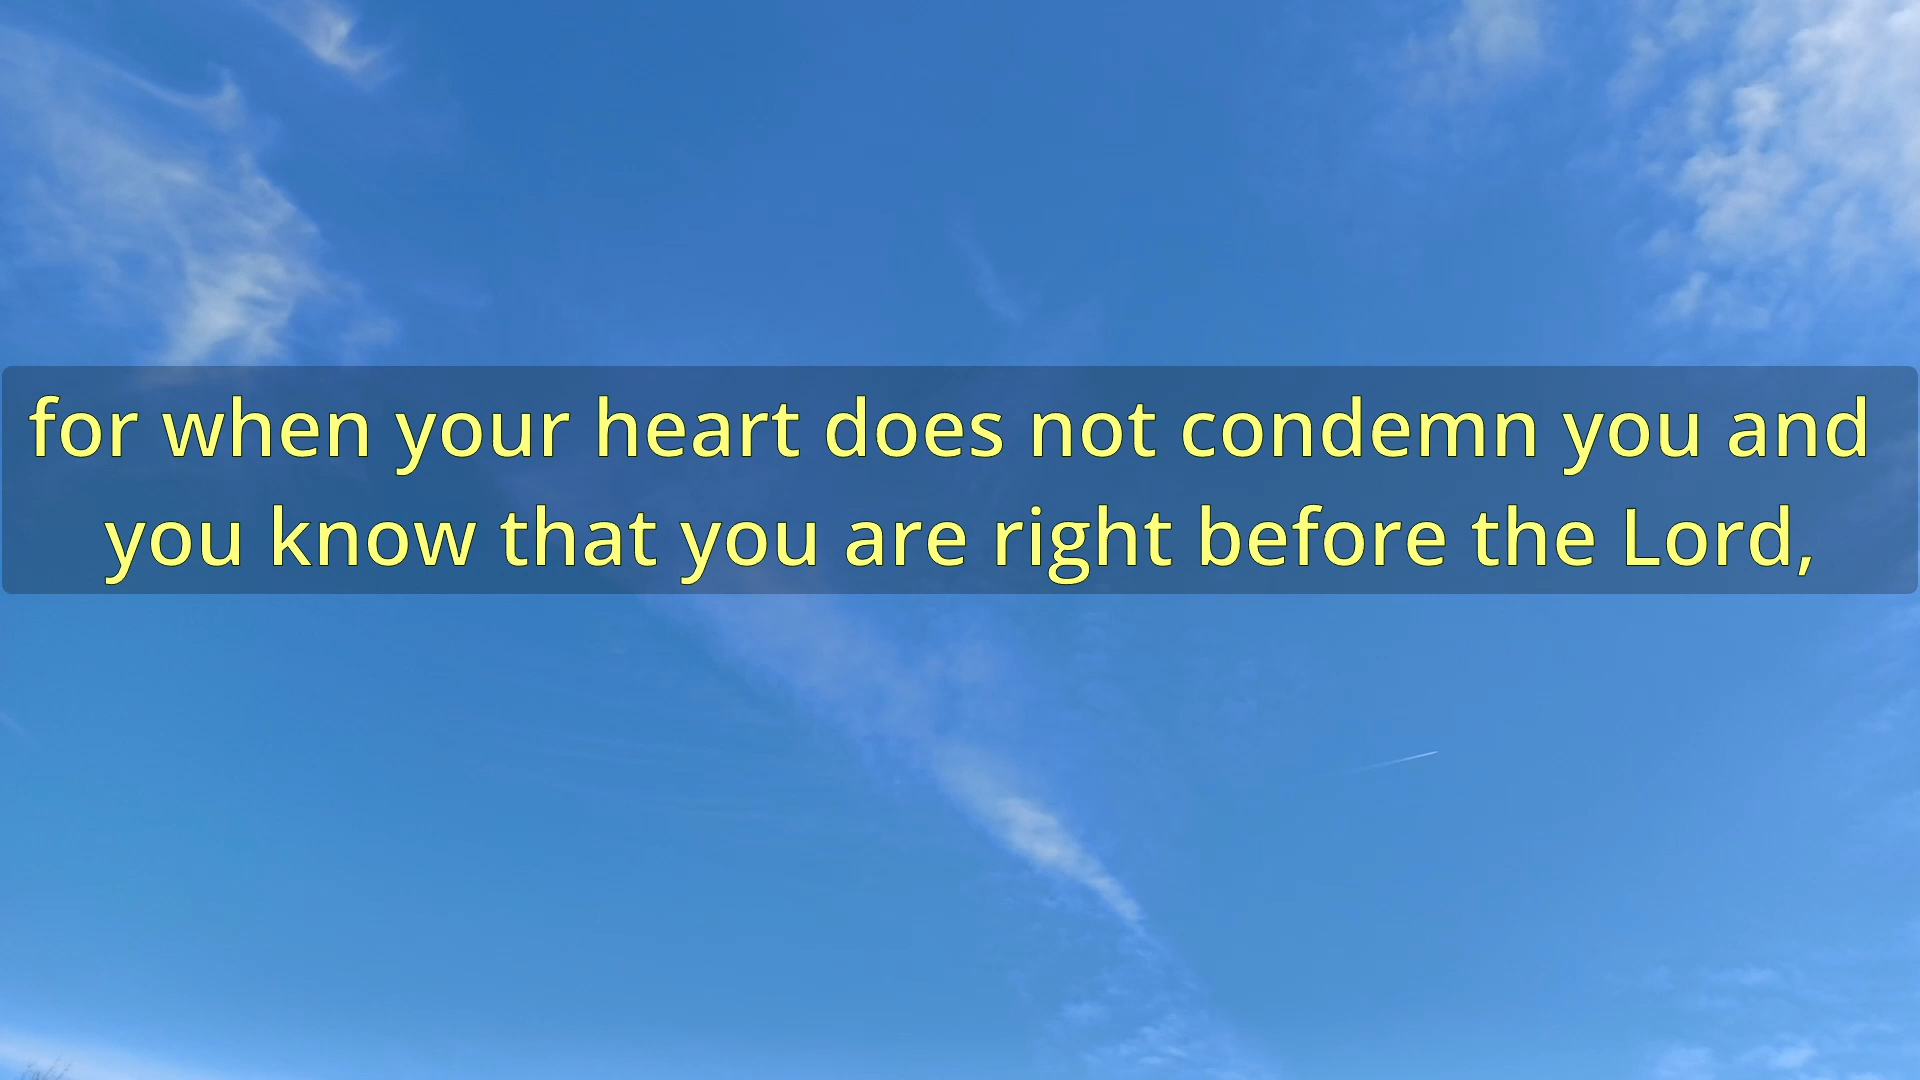 for when your heart does not condemn you and
you know that you are right before the Lord,